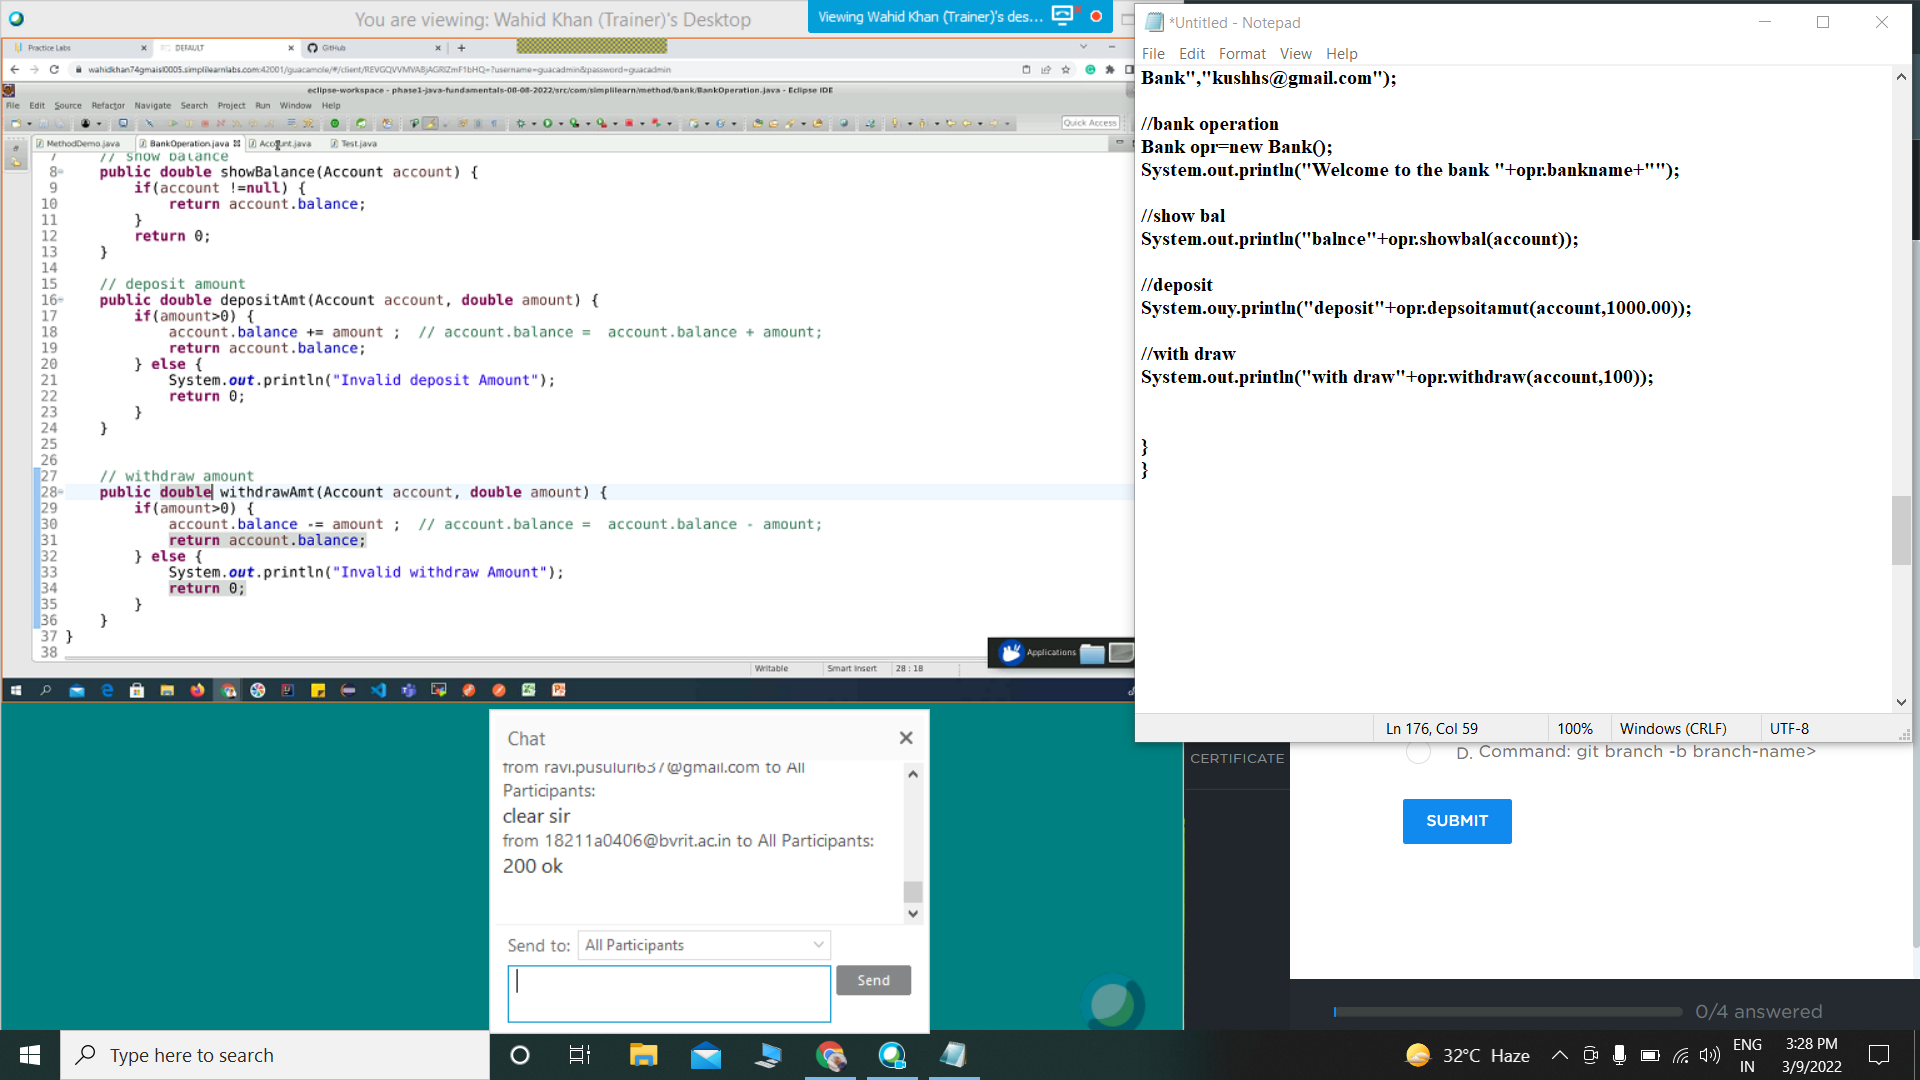 You are viewing: Wahid Khan (Trainer)'s Desktop
Viewing Wahid Khan (Trainer)'s des...
Practice Labs
DEFAULT
GitHub
eclipse-workspace - phase1-java-fundamentals-08-08-2022/src/com/simplilearn/method/bank/BankOperation.java - Eclipse IDE
File Edit Source Refactor Navigate Search Project Run Window Help
Quick Access
MethodDemo.java
BankOperation.java
Account.java
Test.java
7 // show balance
8 public double showBalance(Account account) {
9 if(account !=null) {
10 return account.balance;
11 }
12 return 0;
13 }
14
15 // deposit amount
16 public double depositAmt(Account account, double amount) {
17 if(amount>0) {
18 account.balance += amount ; // account.balance = account.balance + amount;
19 return account.balance;
20 } else {
21 System.out.println("Invalid deposit Amount");
22 return 0;
23 }
24 }
25
26
27 // withdraw amount
28 public double withdrawAmt(Account account, double amount) {
29 if(amount>0) {
30 account.balance -= amount ; // account.balance = account.balance - amount;
31 return account.balance;
32 } else {
33 System.out.println("Invalid withdraw Amount");
34 return 0;
35 }
36 }
37 }
38
Applications
Writable
Smart Insert
28 : 18
*Untitled - Notepad
File Edit Format View Help
Bank","kushhs@gmail.com");
//bank operation
Bank opr=new Bank();
System.out.println("Welcome to the bank "+opr.bankname+"");
//show bal
System.out.println("balnce"+opr.showbal(account));
//deposit
System.ouy.println("deposit"+opr.depsoitamut(account,1000.00));
//with draw
System.out.println("with draw"+opr.withdraw(account,100));
}
}
Ln 176, Col 59
100%
Windows (CRLF)
UTF-8
Chat
from ravi.pusuluri637@gmail.com to All
Participants:
clear sir
from 18211a0406@bvrit.ac.in to All Participants:
200 ok
Send to:
All Participants
Send
CERTIFICATE
D. Command: git branch -b branch-name>
SUBMIT
0/4 answered
Type here to search
32°C Haze
ENG
IN
3:28 PM
3/9/2022